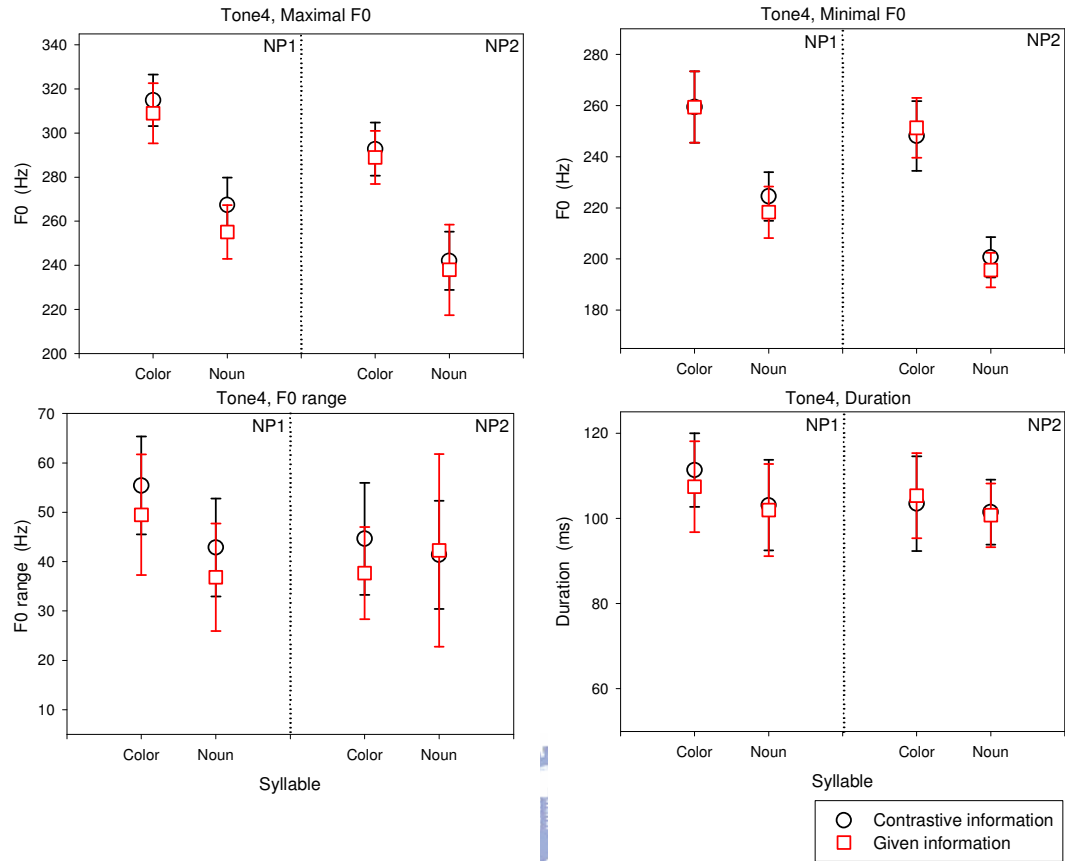 Tone4, Maximal F0
NP1
NP2
340
320
300
280
260
240
220
200
F0 (Hz)
Color
Noun
Color
Noun
Tone4, Minimal F0
NP1
NP2
280
260
240
220
200
180
F0 (Hz)
Color
Noun
Color
Noun
Tone4, F0 range
NP1
NP2
70
60
50
40
30
20
10
F0 range (Hz)
Color
Noun
Color
Noun
Syllable
Tone4, Duration
NP1
NP2
120
100
80
60
Duration (ms)
Color
Noun
Color
Noun
Syllable
Contrastive information
Given information